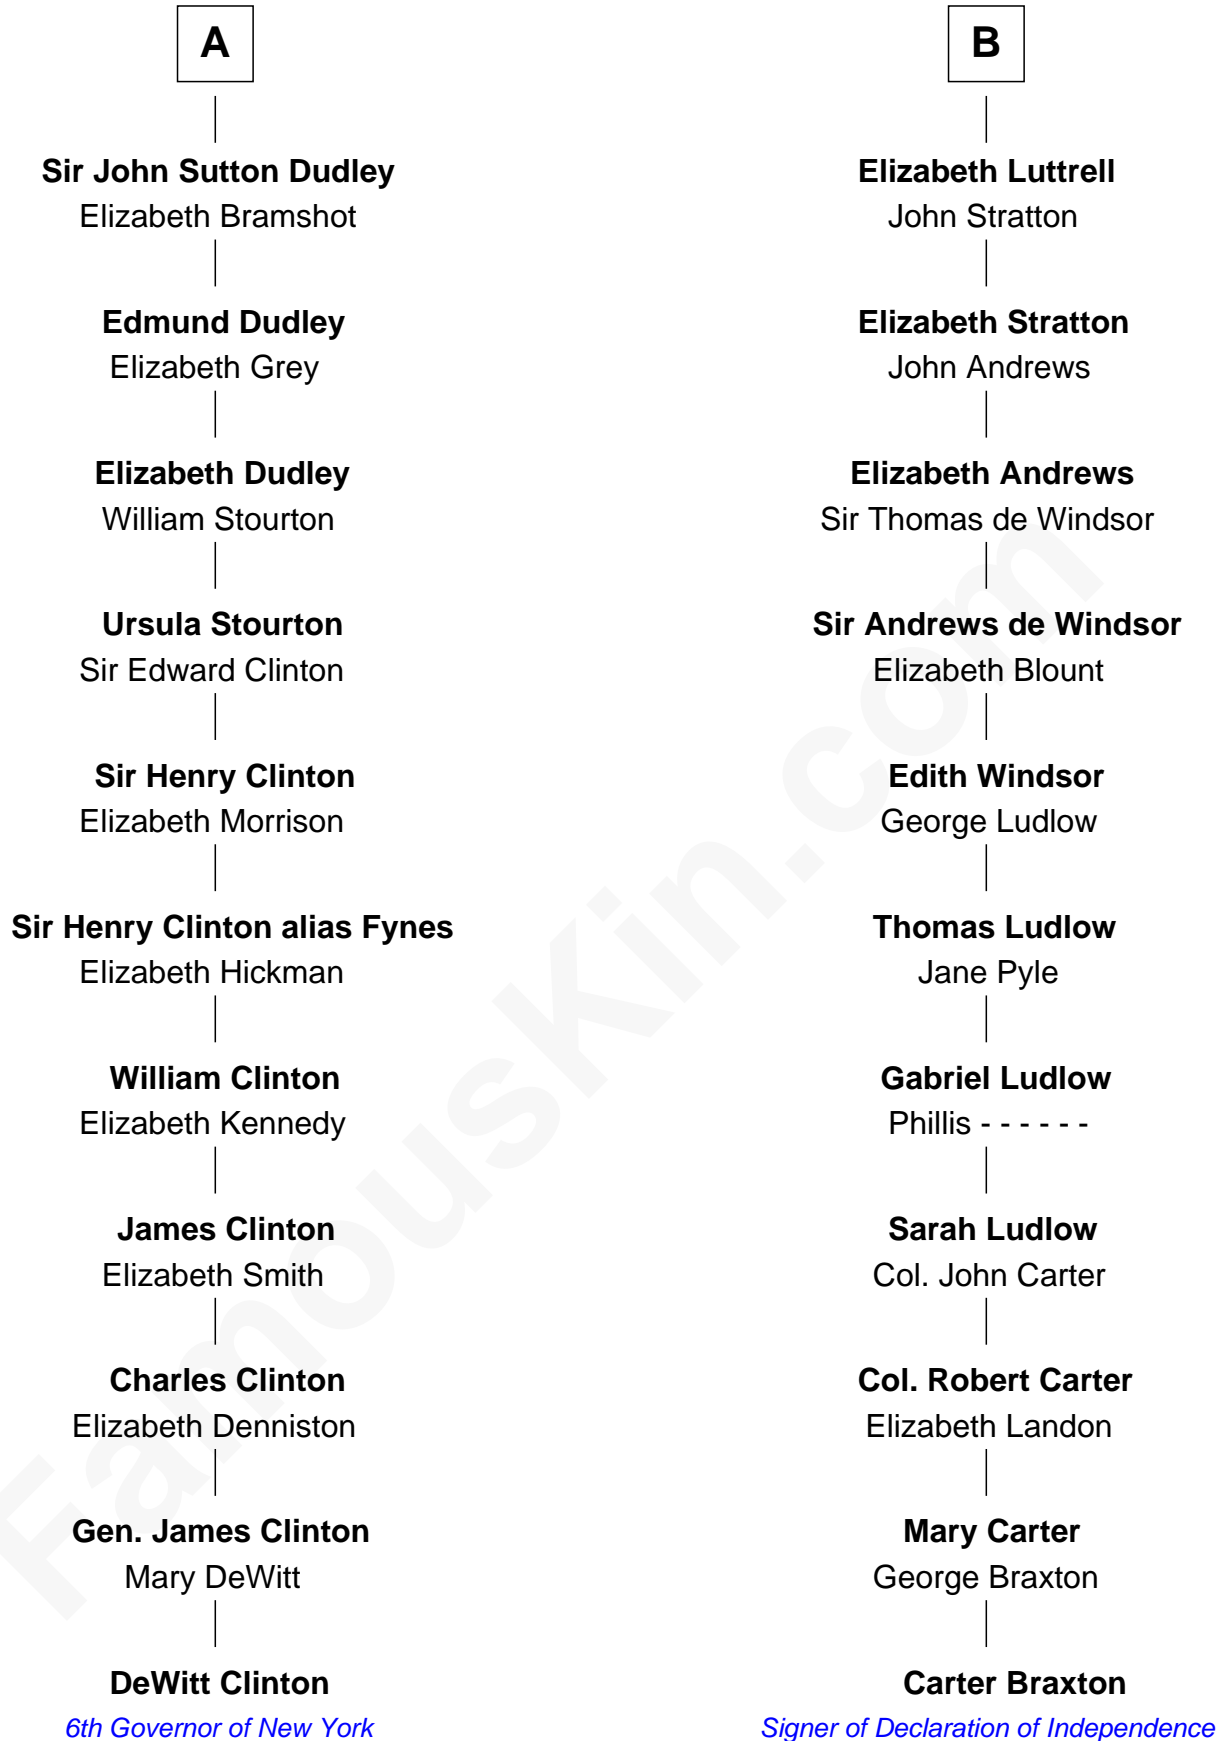 A
Sir John Sutton Dudley
Elizabeth Bramshot
Edmund Dudley
Elizabeth Grey
Elizabeth Dudley
William Stourton
Ursula Stourton
Sir Edward Clinton
Sir Henry Clinton
Elizabeth Morrison
Sir Henry Clinton alias Fynes
Elizabeth Hickman
William Clinton
Elizabeth Kennedy
James Clinton
Elizabeth Smith
Charles Clinton
Elizabeth Denniston
Gen. James Clinton
Mary DeWitt
DeWitt Clinton
6th Governor of New York
B
Elizabeth Luttrell
John Stratton
Elizabeth Stratton
John Andrews
Elizabeth Andrews
Sir Thomas de Windsor
Sir Andrews de Windsor
Elizabeth Blount
Edith Windsor
George Ludlow
Thomas Ludlow
Jane Pyle
Gabriel Ludlow
Phillis - - - - - -
Sarah Ludlow
Col. John Carter
Col. Robert Carter
Elizabeth Landon
Mary Carter
George Braxton
Carter Braxton
Signer of Declaration of Independence
FamousKin.com